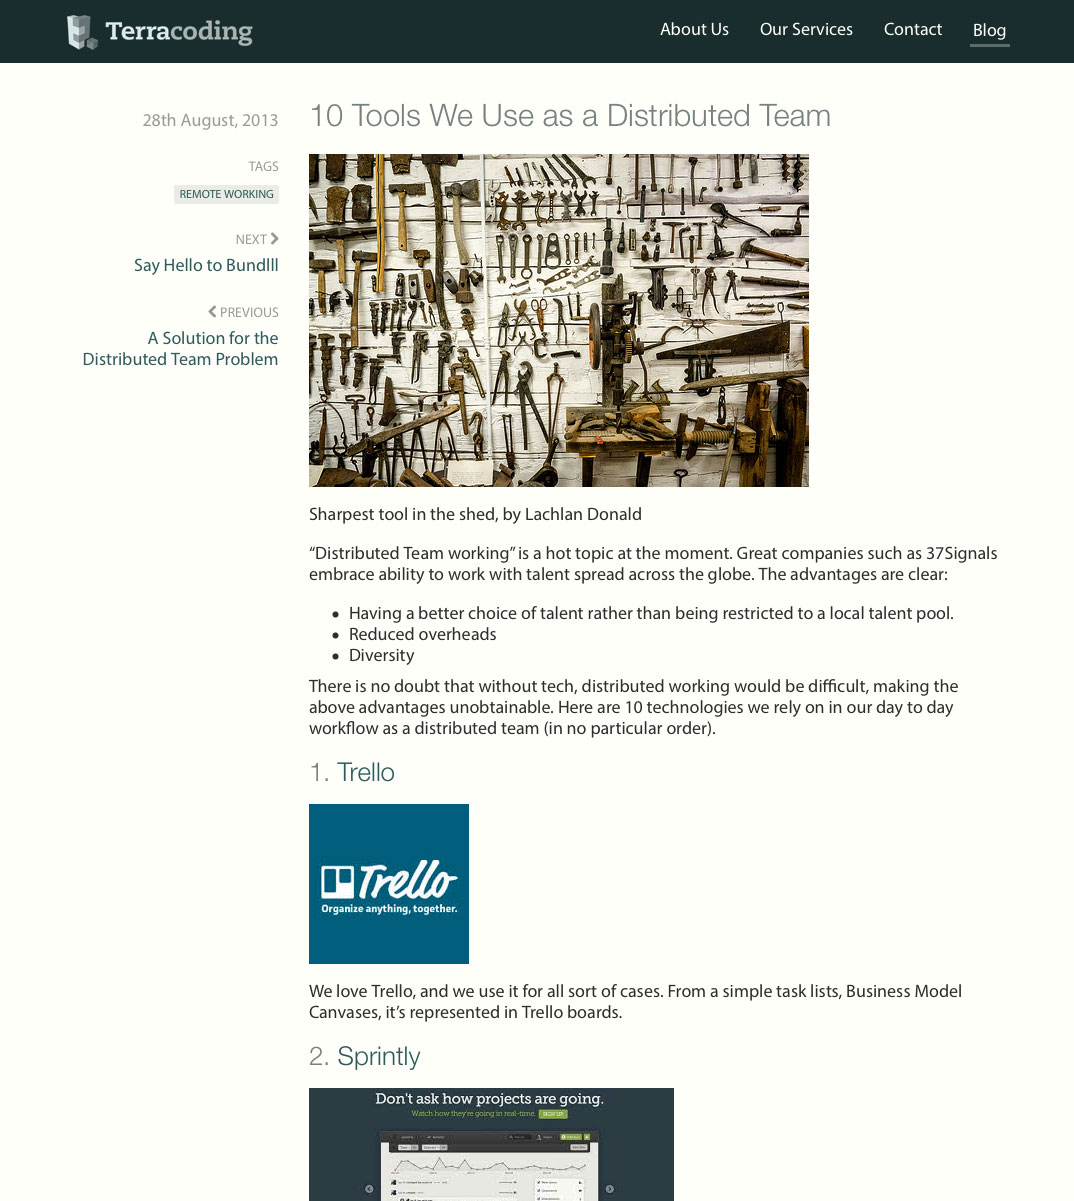 Terracoding
About Us
Our Services
Contact
Blog
28th August, 2013
TAGS
REMOTE WORKING
NEXT
Say Hello to Bundlll
PREVIOUS
A Solution for the
Distributed Team Problem
10 Tools We Use as a Distributed Team
Sharpest tool in the shed, by Lachlan Donald
“Distributed Team working” is a hot topic at the moment. Great companies such as 37Signals
embrace ability to work with talent spread across the globe. The advantages are clear:
• Having a better choice of talent rather than being restricted to a local talent pool.
• Reduced overheads
• Diversity
There is no doubt that without tech, distributed working would be difficult, making the
above advantages unobtainable. Here are 10 technologies we rely on in our day to day
workflow as a distributed team (in no particular order).
1. Trello
Trello
Organize anything, together.
We love Trello, and we use it for all sort of cases. From a simple task lists, Business Model
Canvases, it’s represented in Trello boards.
2. Sprintly
Don't ask how projects are going.
Watch how they're going in real-time.